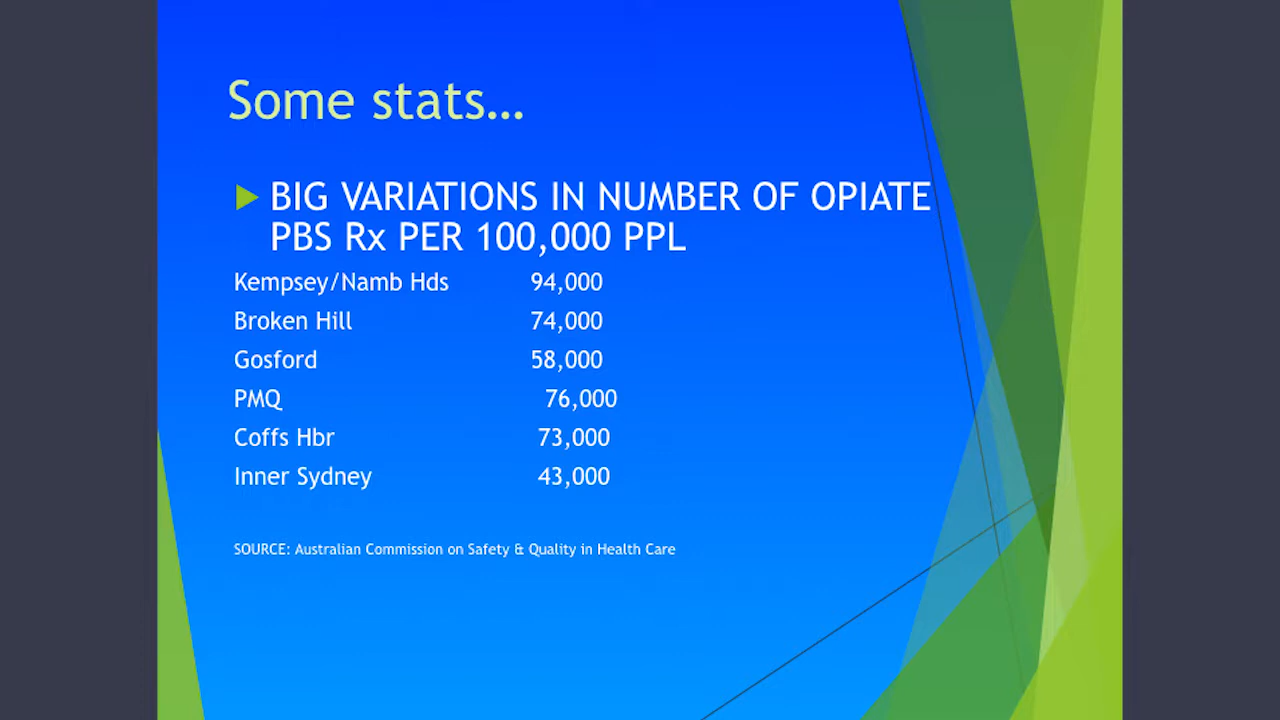 Some stats...
BIG VARIATIONS IN NUMBER OF OPIATE
PBS Rx PER 100,000 PPL
Kempsey/Namb Hds 94,000
Broken Hill 74,000
Gosford 58,000
PMQ 76,000
Coffs Hbr 73,000
Inner Sydney 43,000
SOURCE: Australian Commission on Safety & Quality in Health Care